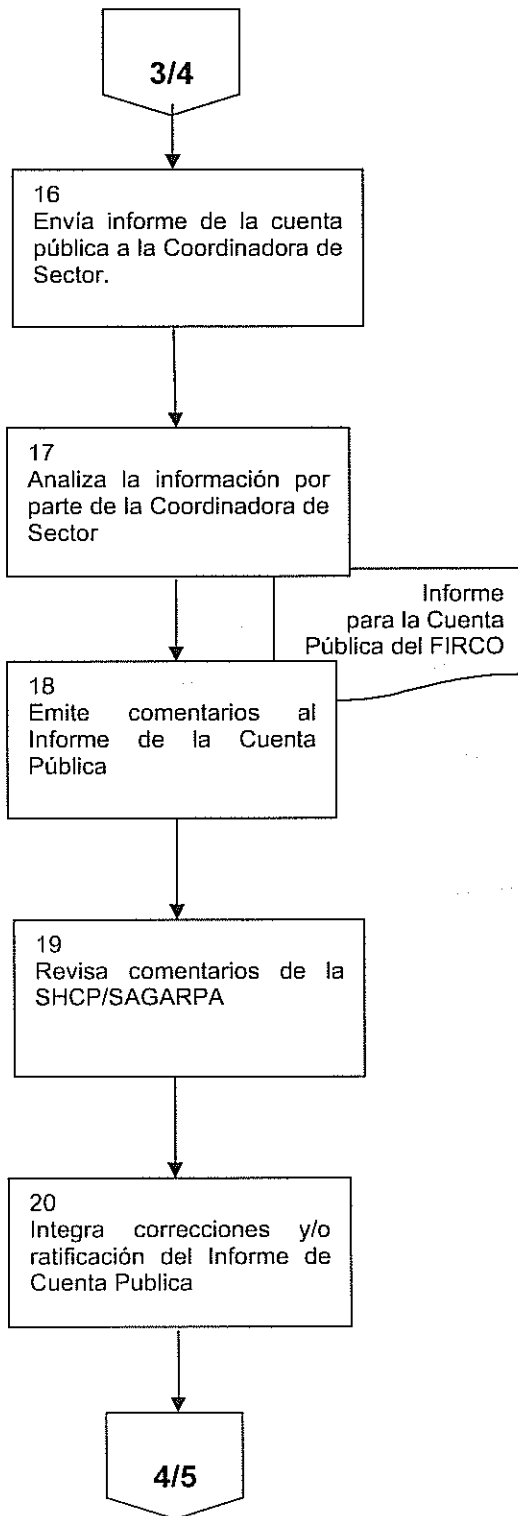 3/4
16
Envía informe de la cuenta
pública a la Coordinadora de
Sector.
17
Analiza la información por
parte de la Coordinadora de
Sector
Informe
para la Cuenta
Pública del FIRCO
18
Emite comentarios al
Informe de la Cuenta
Pública
19
Revisa comentarios de la
SHCP/SAGARPA
20
Integra correcciones y/o
ratificación del Informe de
Cuenta Publica
4/5